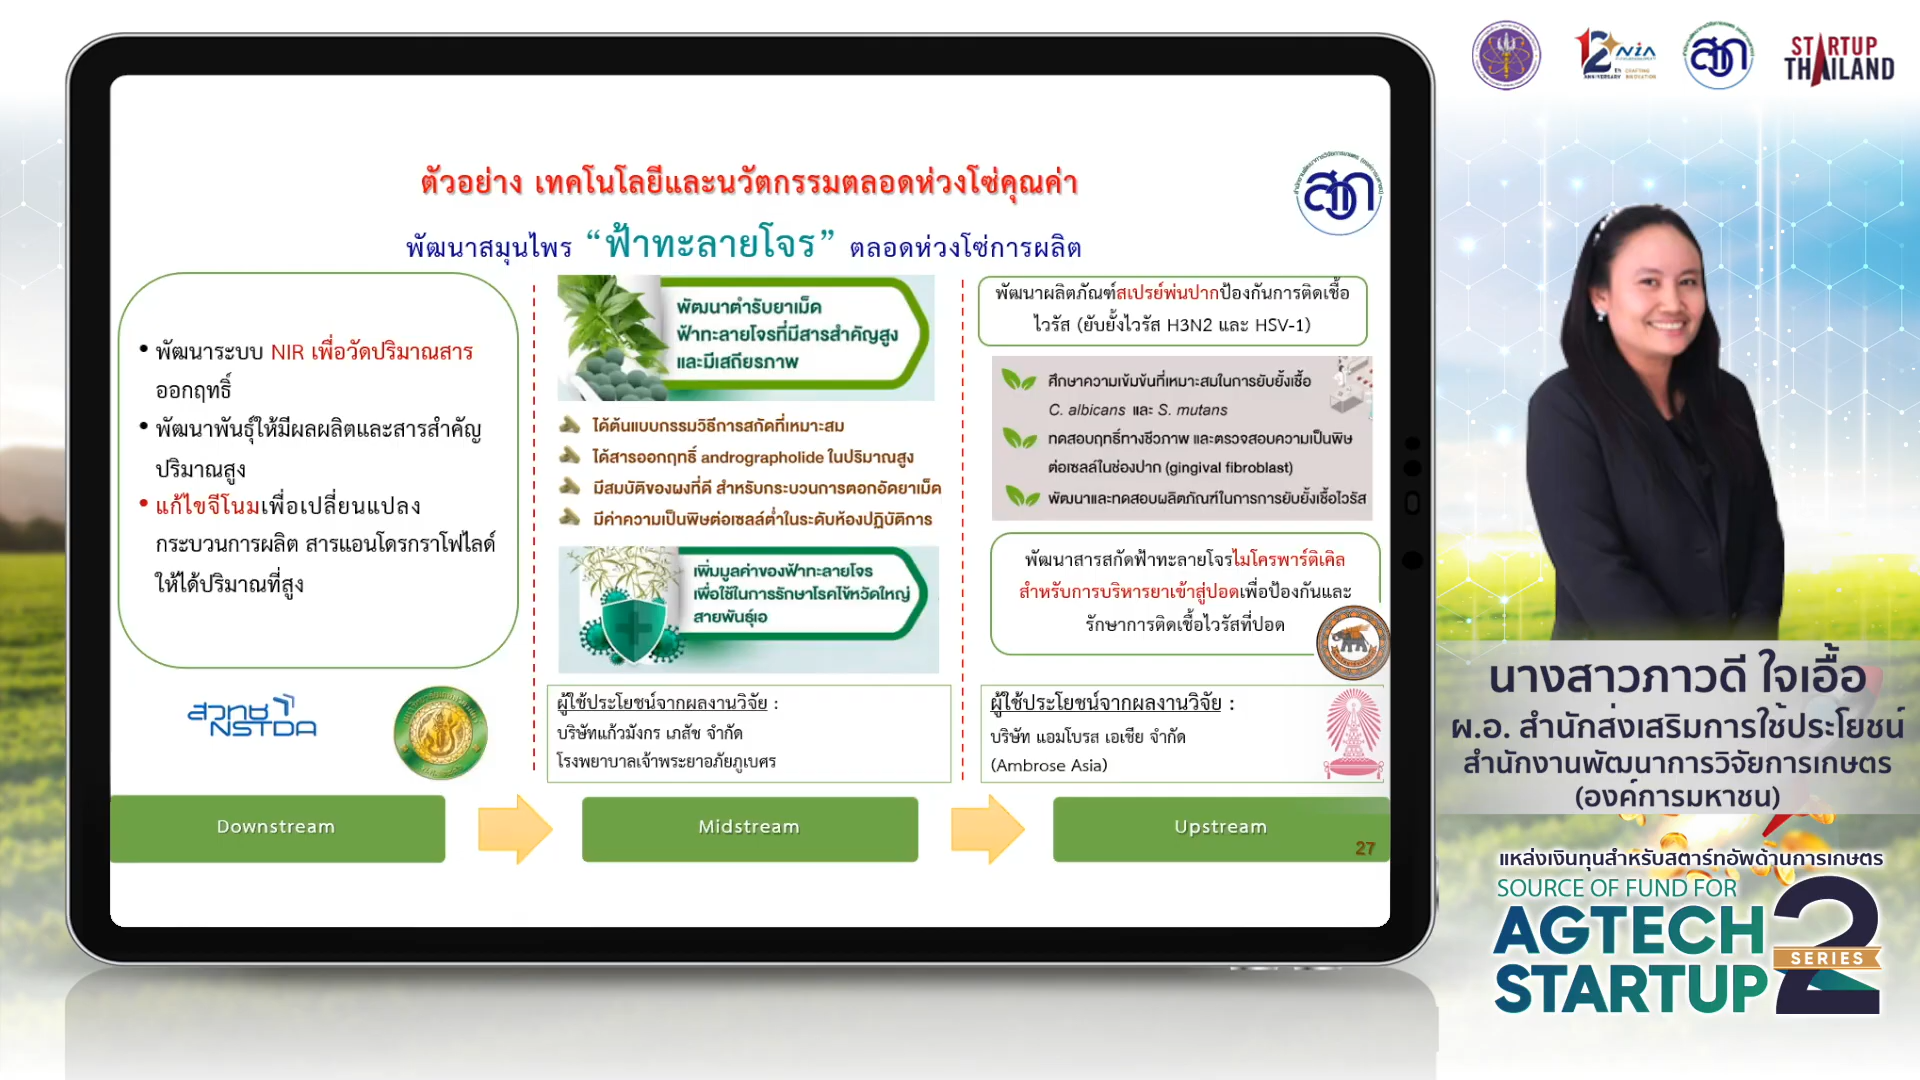 ตัวอย่าง เทคโนโลยีและนวัตกรรมตลอดห่วงโซ่คุณค่า
พัฒนาสมุนไพร “ฟ้าทะลายโจร” ตลอดห่วงโซ่การผลิต
สวก
• พัฒนาระบบ NIR เพื่อวัดปริมาณสาร
ออกฤทธิ์
• พัฒนาพันธุ์ให้มีผลผลิตและสารสำคัญ
ปริมาณสูง
• แก้ไขจีโนมเพื่อเปลี่ยนแปลง
กระบวนการผลิต สารแอนโดรกราโฟไลด์
ให้ได้ปริมาณที่สูง
สวทช
NSTDA
พัฒนาตำรับยาเม็ด
ฟ้าทะลายโจรที่มีสารสำคัญสูง
และมีเสถียรภาพ
ได้ต้นแบบกรรมวิธีการสกัดที่เหมาะสม
ได้สารออกฤทธิ์ andrographolide ในปริมาณสูง
มีสมบัติของผงที่ดี สำหรับกระบวนการตอกอัดยาเม็ด
มีค่าความเป็นพิษต่อเซลล์ต่ำในระดับห้องปฏิบัติการ
เพิ่มมูลค่าของฟ้าทะลายโจร
เพื่อใช้ในการรักษาโรคไข้หวัดใหญ่
สายพันธุ์เอ
ผู้ใช้ประโยชน์จากผลงานวิจัย :
บริษัทแก้วมังกร เภสัช จำกัด
โรงพยาบาลเจ้าพระยาอภัยภูเบศร
พัฒนาผลิตภัณฑ์สเปรย์พ่นปากป้องกันการติดเชื้อ
ไวรัส (ยับยั้งไวรัส H3N2 และ HSV-1)
ศึกษาความเข้มข้นที่เหมาะสมในการยับยั้งเชื้อ
C. albicans และ S. mutans
ทดสอบฤทธิ์ทางชีวภาพ และตรวจสอบความเป็นพิษ
ต่อเซลล์ในช่องปาก (gingival fibroblast)
พัฒนาและทดสอบผลิตภัณฑ์ในการการยับยั้งเชื้อไวรัส
พัฒนาสารสกัดฟ้าทะลายโจรไมโครพาร์ติเคิล
สำหรับการบริหารยาเข้าสู่ปอดเพื่อป้องกันและ
รักษาการติดเชื้อไวรัสที่ปอด
ผู้ใช้ประโยชน์จากผลงานวิจัย :
บริษัท แอมโบรส เอเชีย จำกัด
(Ambrose Asia)
Downstream
Midstream
Upstream
27
12 NIA
ANNIVERSARY
สวก
STARTUP
THAILAND
นางสาวภาวดี ใจเอื้อ
ผ.อ. สำนักส่งเสริมการใช้ประโยชน์
สำนักงานพัฒนาการวิจัยการเกษตร
(องค์การมหาชน)
แหล่งเงินทุนสำหรับสตาร์ทอัพด้านการเกษตร
SOURCE OF FUND FOR
AGTECH
STARTUP
2
SERIES